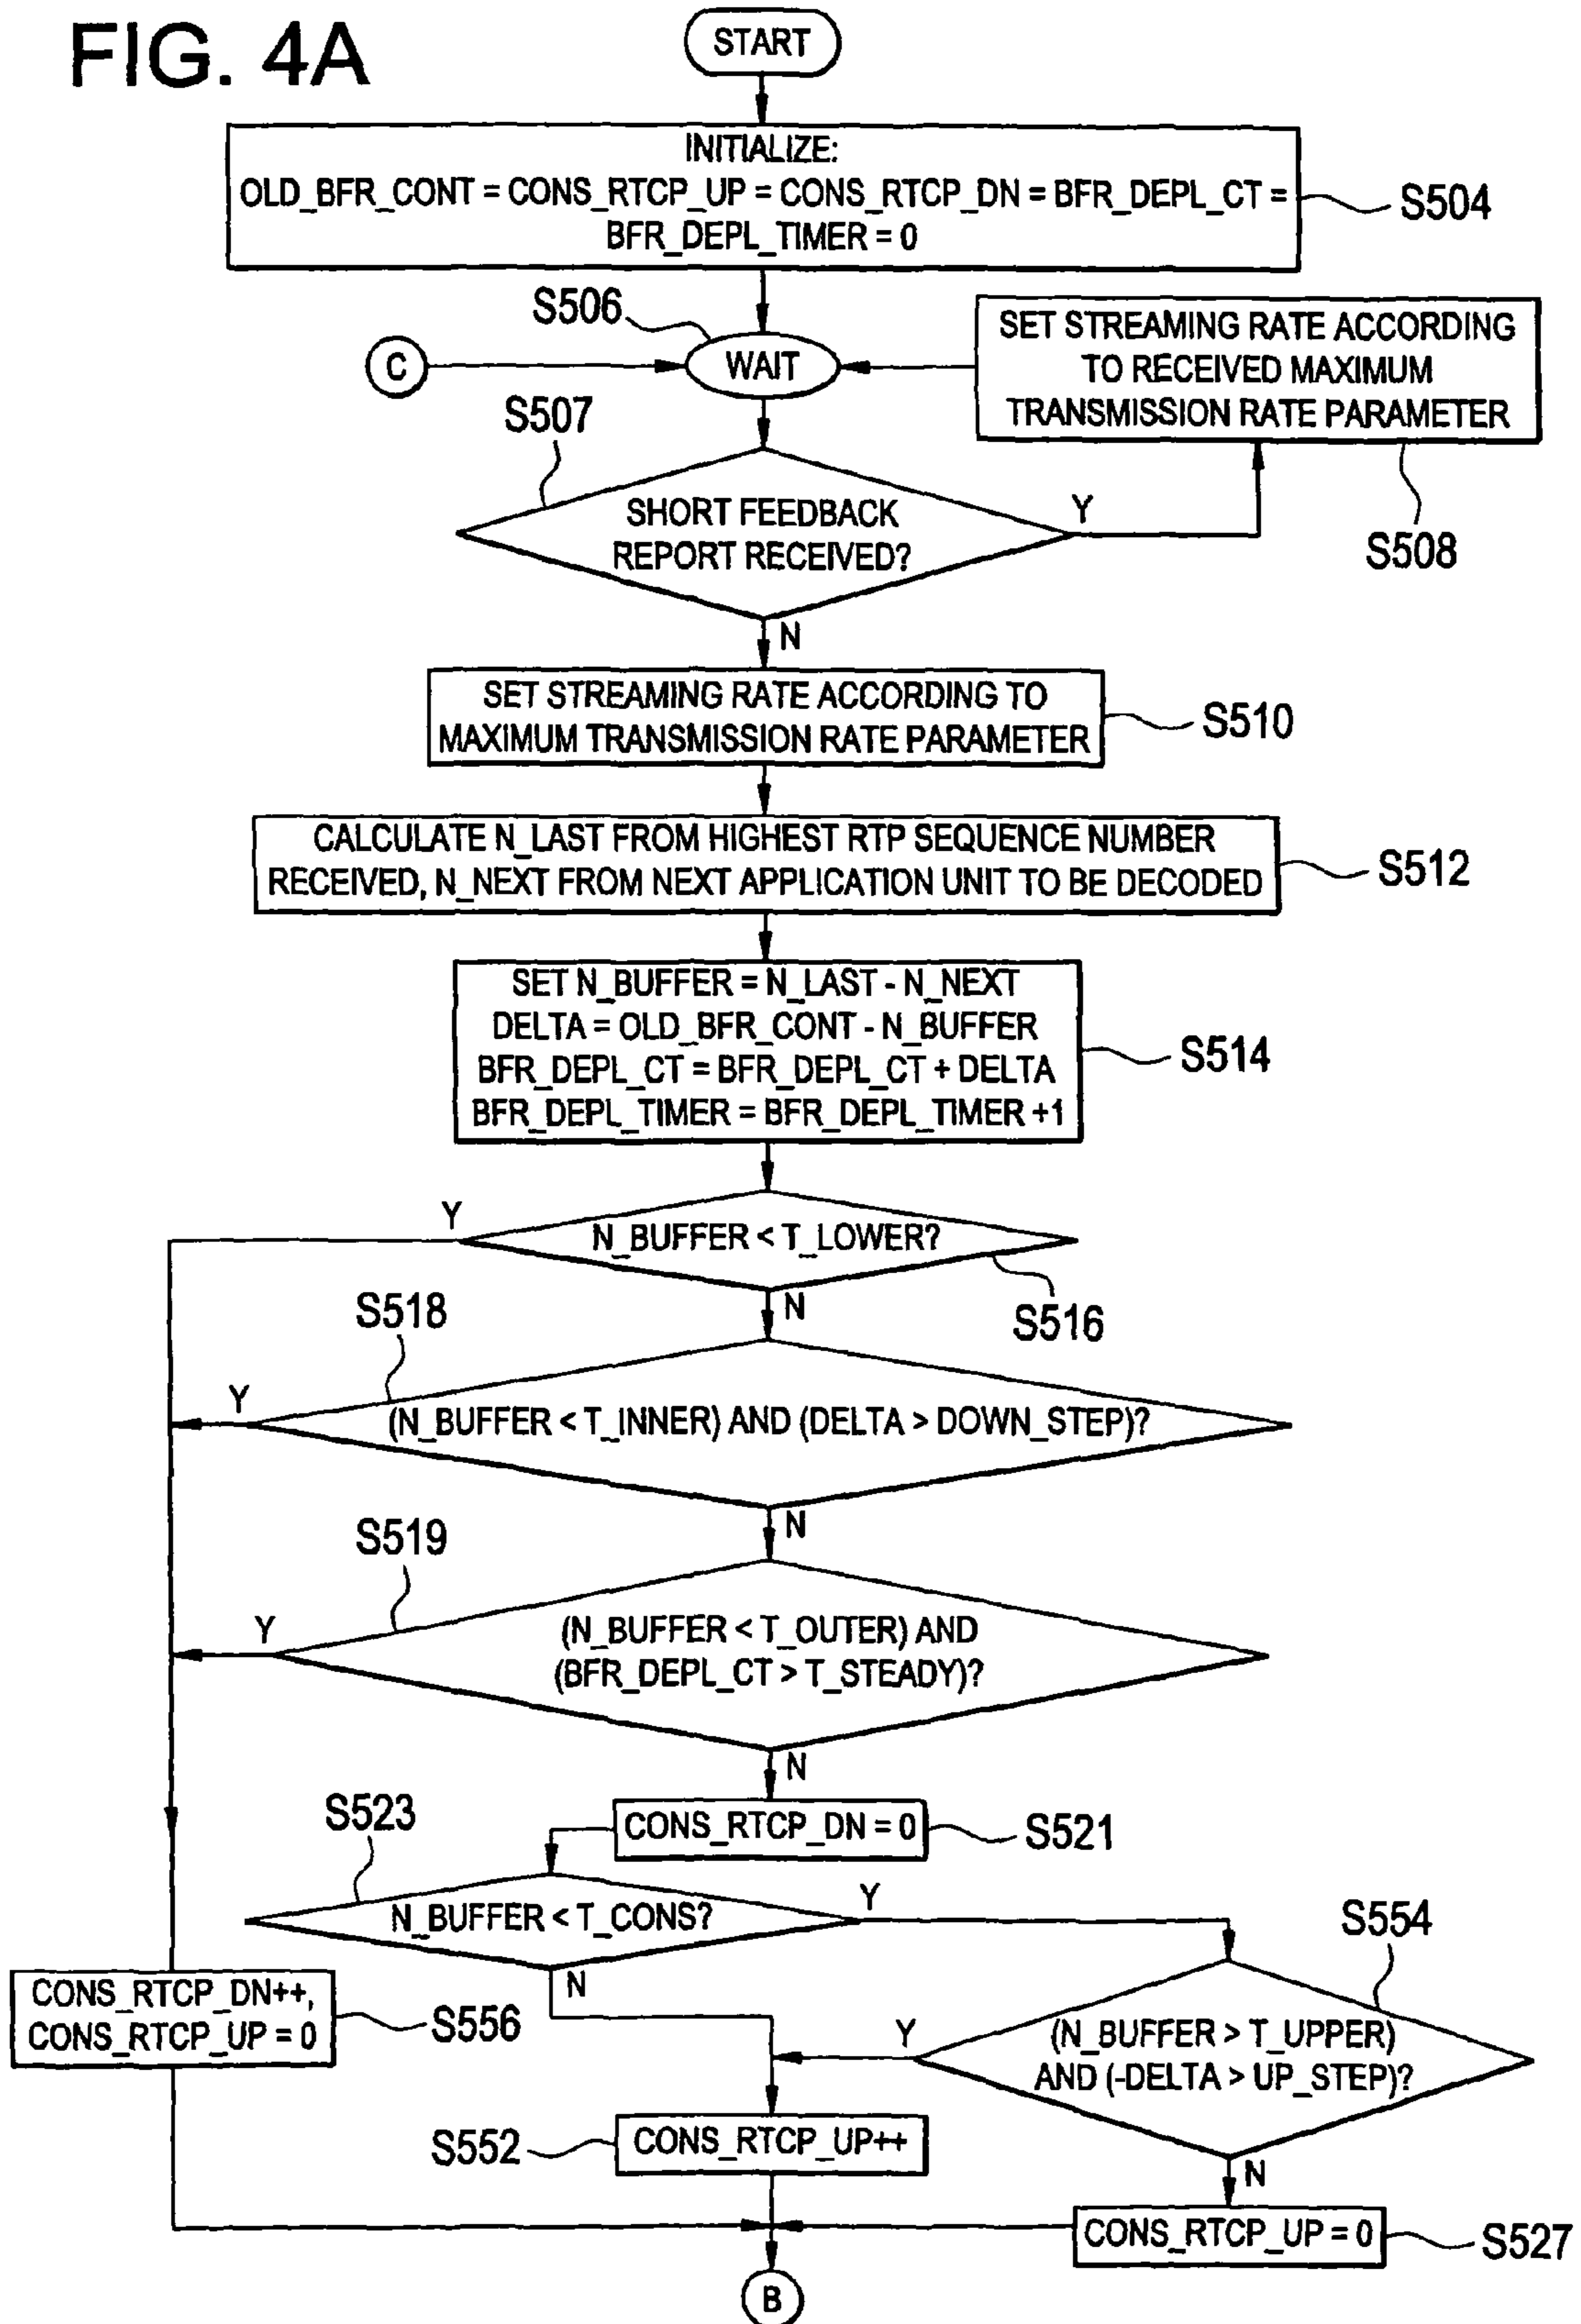 FIG. 4A
START
INITIALIZE:
OLD_BFR_CONT = CONS_RTCP_UP = CONS_RTCP_DN = BFR_DEPL_CT =
BFR_DEPL_TIMER = 0
S504
S506
C
WAIT
SET STREAMING RATE ACCORDING
TO RECEIVED MAXIMUM
TRANSMISSION RATE PARAMETER
S508
S507
SHORT FEEDBACK
REPORT RECEIVED?
Y
N
SET STREAMING RATE ACCORDING TO
MAXIMUM TRANSMISSION RATE PARAMETER
S510
CALCULATE N_LAST FROM HIGHEST RTP SEQUENCE NUMBER
RECEIVED, N_NEXT FROM NEXT APPLICATION UNIT TO BE DECODED
S512
SET N_BUFFER = N_LAST - N_NEXT
DELTA = OLD_BFR_CONT - N_BUFFER
BFR_DEPL_CT = BFR_DEPL_CT + DELTA
BFR_DEPL_TIMER = BFR_DEPL_TIMER +1
S514
Y
N_BUFFER < T_LOWER?
S516
N
S518
Y
(N_BUFFER < T_INNER) AND (DELTA > DOWN_STEP)?
N
S519
Y
(N_BUFFER < T_OUTER) AND
(BFR_DEPL_CT > T_STEADY)?
N
CONS_RTCP_DN = 0
S521
S523
N_BUFFER < T_CONS?
Y
N
S554
(N_BUFFER > T_UPPER)
AND (-DELTA > UP_STEP)?
Y
N
CONS_RTCP_DN++,
CONS_RTCP_UP = 0
S556
S552
CONS_RTCP_UP++
CONS_RTCP_UP = 0
S527
B